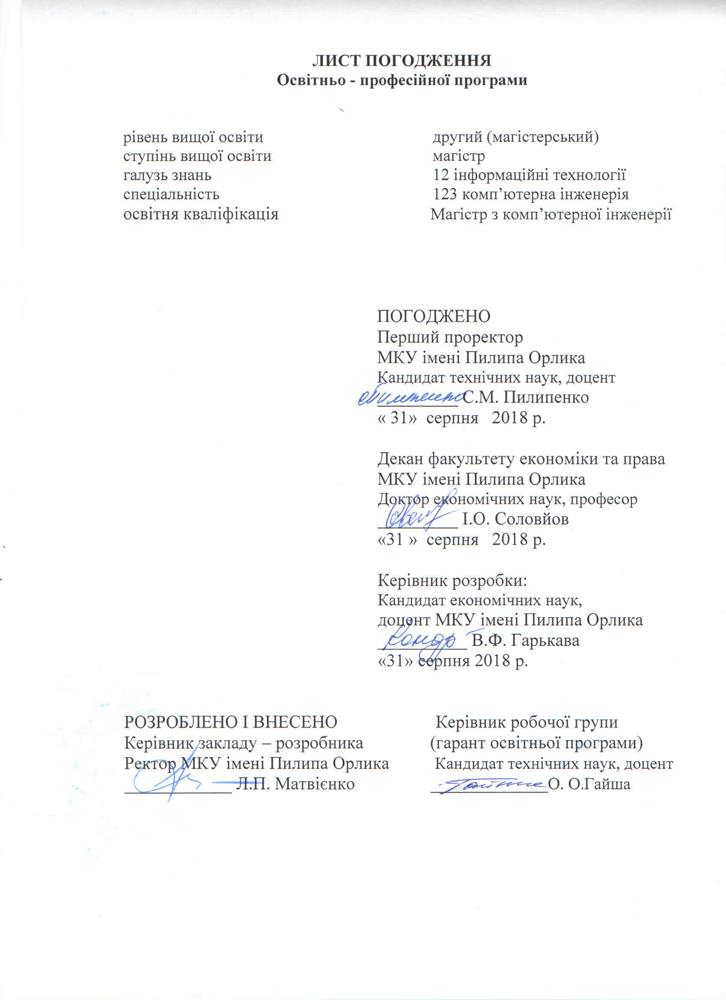 ЛИСТ ПОГОДЖЕННЯ
Освітньо - професійної програми
рівень вищої освіти другий (магістерський)
ступінь вищої освіти магістр
галузь знань 12 інформаційні технології
спеціальність 123 комп’ютерна інженерія
освітня кваліфікація Магістр з комп’ютерної інженерії
ПОГОДЖЕНО
Перший проректор
МКУ імені Пилипа Орлика
Кандидат технічних наук, доцент
С.М. Пилипенко
« 31» серпня 2018 р.
Декан факультету економіки та права
МКУ імені Пилипа Орлика
Доктор економічних наук, професор
І.О. Соловйов
«31 » серпня 2018 р.
Керівник розробки:
Кандидат економічних наук,
доцент МКУ імені Пилипа Орлика
В.Ф. Гарькава
«31» серпня 2018 р.
РОЗРОБЛЕНО І ВНЕСЕНО
Керівник закладу – розробника
Ректор МКУ імені Пилипа Орлика
Л.П. Матвієнко
Керівник робочої групи
(гарант освітньої програми)
Кандидат технічних наук, доцент
О. О.Гайша